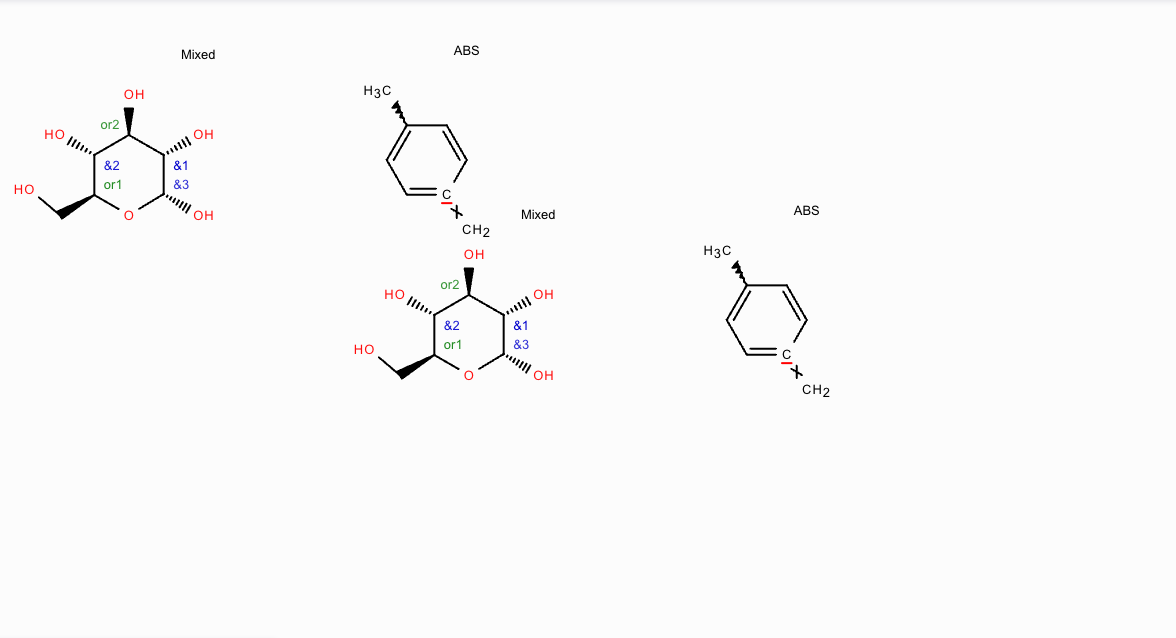 Mixed
OH
or2
HO
OH
&2
&1
or1
&3
HO
O
OH
ABS
H3C
C
CH2
Mixed
OH
or2
HO
OH
&2
&1
or1
&3
HO
O
OH
ABS
H3C
C
CH2